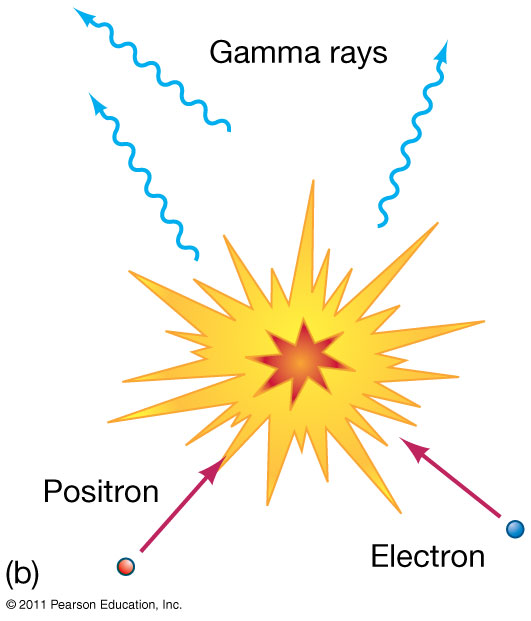 Gamma rays
Positron
Electron
(b)
© 2011 Pearson Education, Inc.